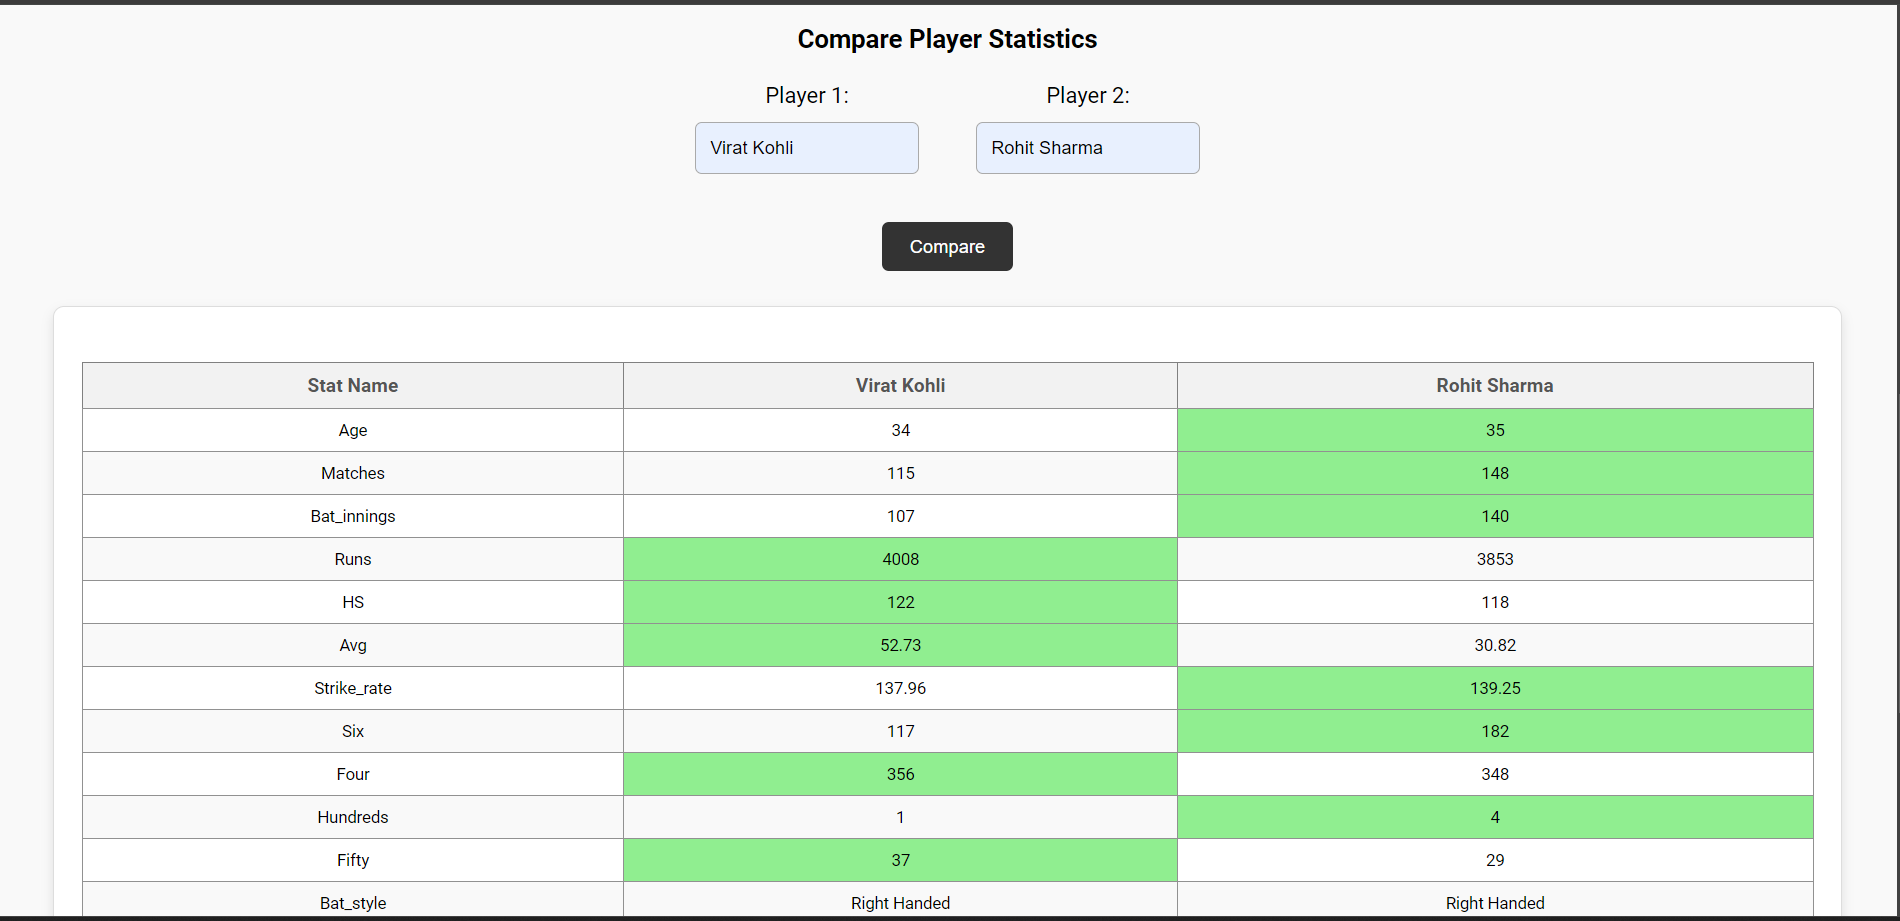 Compare Player Statistics
Player 1: Player 2:
Virat Kohli Rohit Sharma
Compare
Stat Name Virat Kohli Rohit Sharma
Age 34 35
Matches 115 148
Bat_innings 107 140
Runs 4008 3853
HS 122 118
Avg 52.73 30.82
Strike_rate 137.96 139.25
Six 117 182
Four 356 348
Hundreds 1 4
Fifty 37 29
Bat_style Right Handed Right Handed